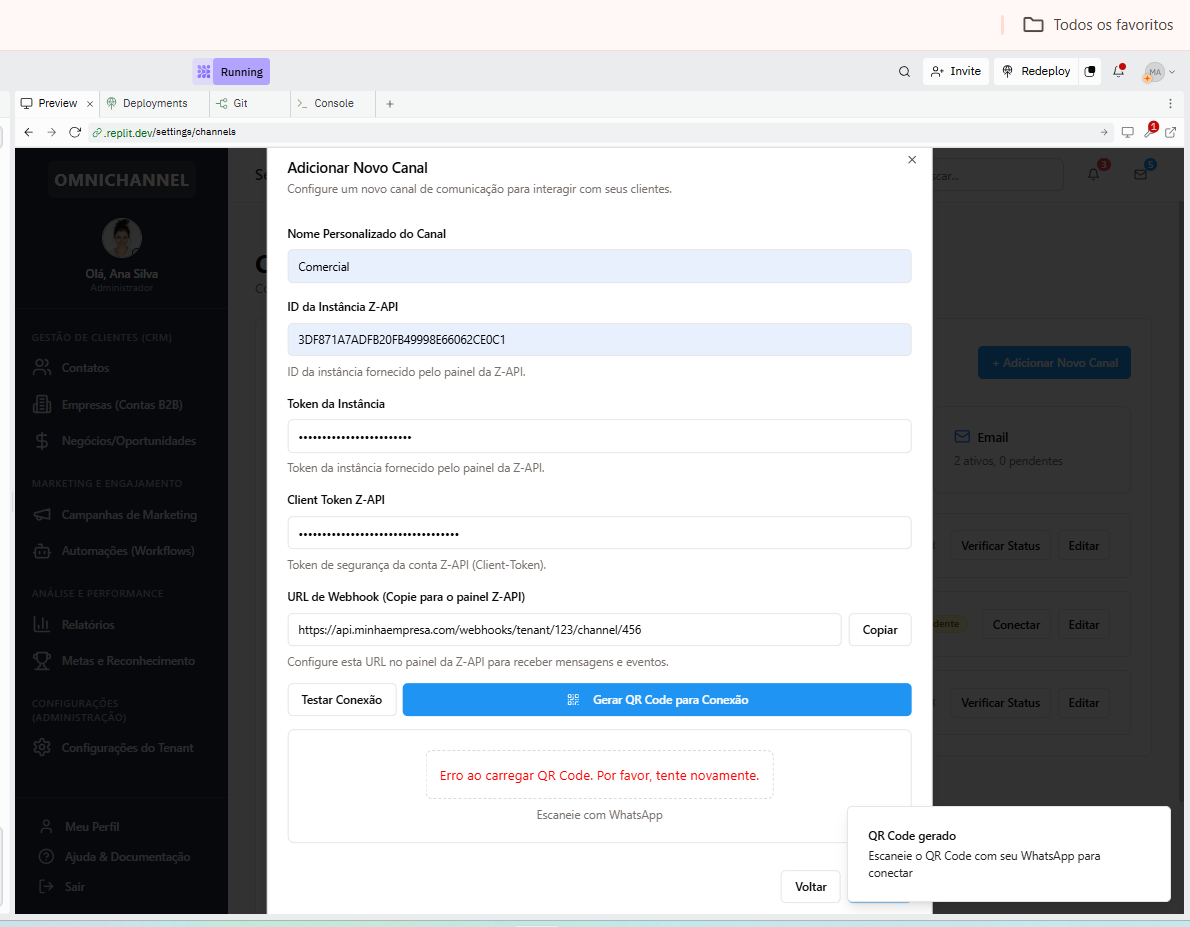 Todos os favoritos
Running
Invite
Redeploy
MA
Preview
Deployments
Git
Console
.replit.dev/settings/channels
1
OMNICHANNEL
Olá, Ana Silva
Administrador
GESTÃO DE CLIENTES (CRM)
Contatos
Empresas (Contas B2B)
Negócios/Oportunidades
MARKETING E ENGAJAMENTO
Campanhas de Marketing
Automações (Workflows)
ANÁLISE E PERFORMANCE
Relatórios
Metas e Reconhecimento
CONFIGURAÇÕES
(ADMINISTRAÇÃO)
Configurações do Tenant
Meu Perfil
Ajuda & Documentação
Sair
Adicionar Novo Canal
Configure um novo canal de comunicação para interagir com seus clientes.
Nome Personalizado do Canal
Comercial
ID da Instância Z-API
3DF871A7ADFB20FB49998E66062CE0C1
ID da instância fornecido pelo painel da Z-API.
Token da Instância
Token da instância fornecido pelo painel da Z-API.
Client Token Z-API
Token de segurança da conta Z-API (Client-Token).
URL de Webhook (Copie para o painel Z-API)
https://api.minhaempresa.com/webhooks/tenant/123/channel/456
Copiar
Configure esta URL no painel da Z-API para receber mensagens e eventos.
Testar Conexão
Gerar QR Code para Conexão
Erro ao carregar QR Code. Por favor, tente novamente.
Escaneie com WhatsApp
Voltar
3
5
+ Adicionar Novo Canal
Email
2 ativos, 0 pendentes
Verificar Status
Editar
dente
Conectar
Editar
Verificar Status
Editar
QR Code gerado
Escaneie o QR Code com seu WhatsApp para
conectar